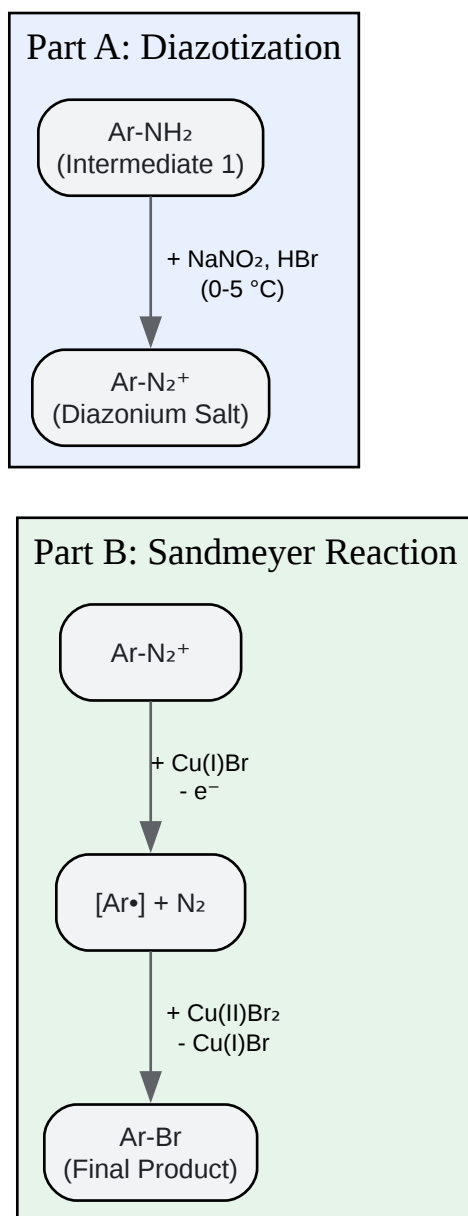 Part A: Diazotization
Ar-NH₂
(Intermediate 1)
+ NaNO₂, HBr
(0-5 °C)
Ar-N₂⁺
(Diazonium Salt)
Part B: Sandmeyer Reaction
Ar-N₂⁺
+ Cu(I)Br
- e⁻
[Ar•] + N₂
+ Cu(II)Br₂
- Cu(I)Br
Ar-Br
(Final Product)